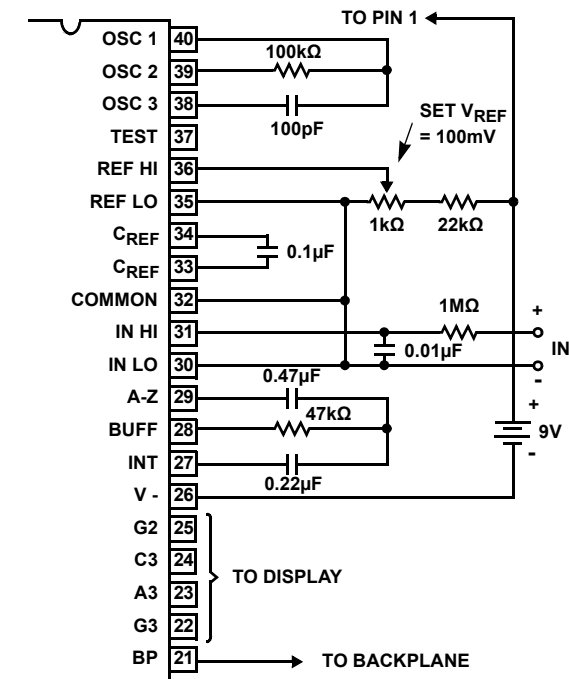 TO PIN 1
OSC 1 40
100kΩ
OSC 2 39
OSC 3 38
100pF
SET VREF
= 100mV
TEST 37
REF HI 36
REF LO 35
1kΩ 22kΩ
CREF 34
0.1µF
CREF 33
COMMON 32
1MΩ
+
IN HI 31
0.01µF
IN
IN LO 30
-
0.47µF
A-Z 29
+
47kΩ
BUFF 28
9V
-
INT 27
0.22µF
V - 26
G2 25
C3 24
TO DISPLAY
A3 23
G3 22
BP 21
TO BACKPLANE